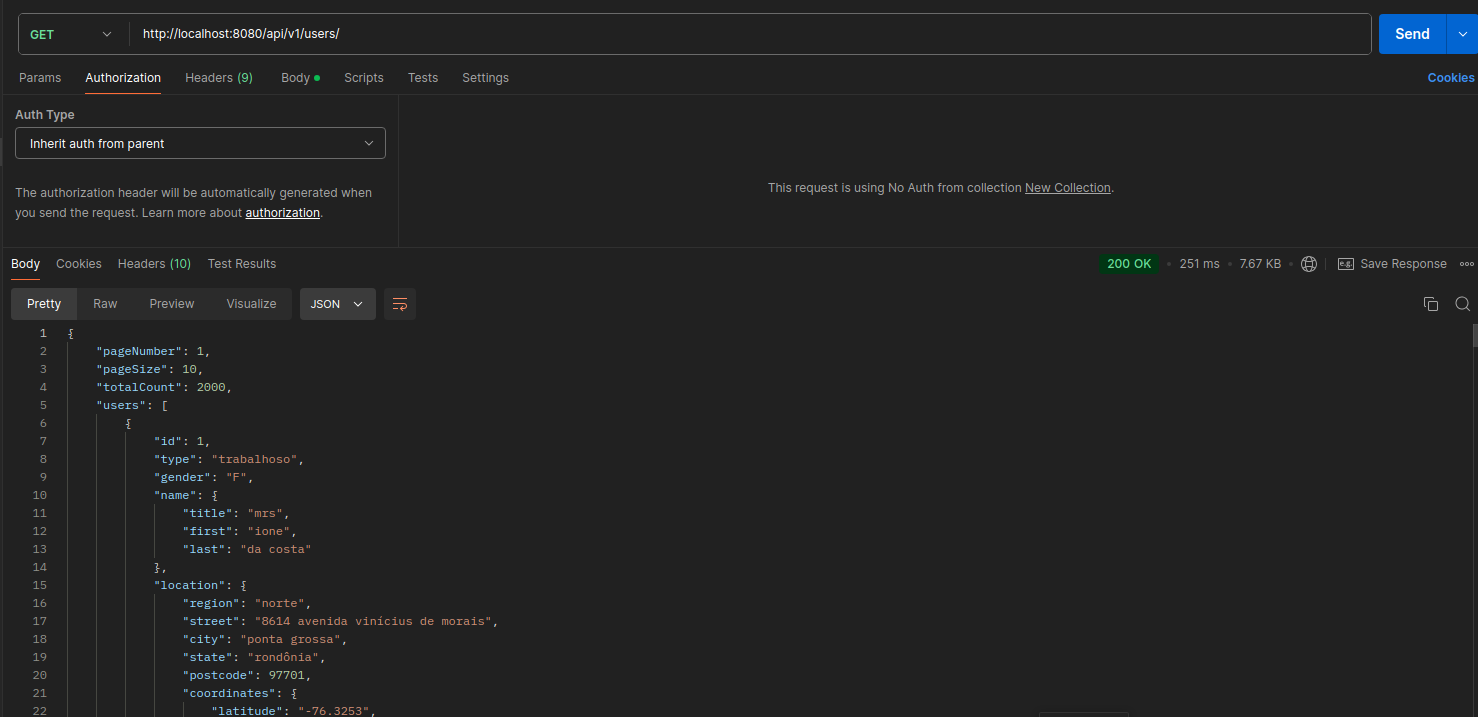 GET http://localhost:8080/api/v1/users/ Send
Params Authorization Headers (9) Body Scripts Tests Settings Cookies
Auth Type
Inherit auth from parent
The authorization header will be automatically generated when
you send the request. Learn more about authorization.
This request is using No Auth from collection New Collection.
Body Cookies Headers (10) Test Results 200 OK 251 ms 7.67 KB e.g. Save Response
Pretty Raw Preview Visualize JSON
1 {
2 "pageNumber": 1,
3 "pageSize": 10,
4 "totalCount": 2000,
5 "users": [
6 {
7 "id": 1,
8 "type": "trabalhoso",
9 "gender": "F",
10 "name": {
11 "title": "mrs",
12 "first": "ione",
13 "last": "da costa"
14 },
15 "location": {
16 "region": "norte",
17 "street": "8614 avenida vinícius de morais",
18 "city": "ponta grossa",
19 "state": "rondônia",
20 "postcode": 97701,
21 "coordinates": {
22 "latitude": "-76.3253",